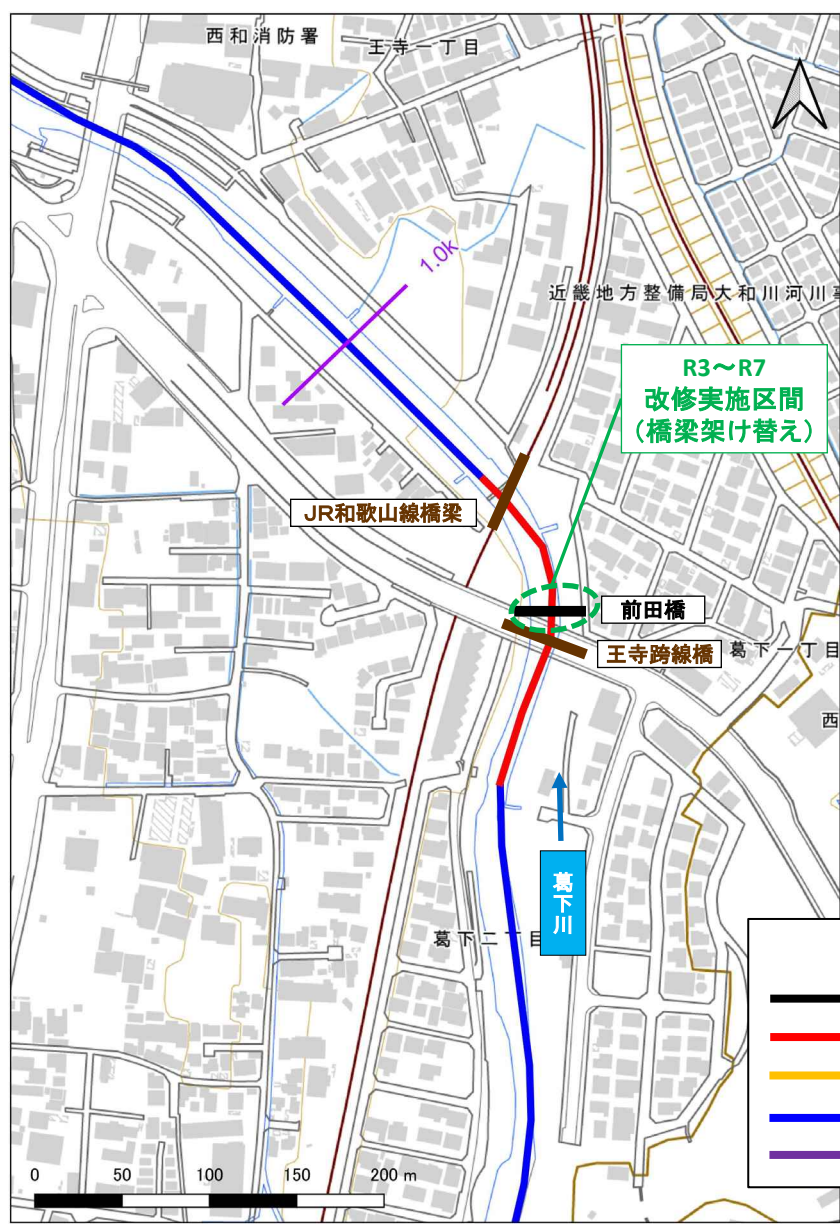 西和消防署
王寺一丁目
N
1.0k
近畿地方整備局大和川河川事
R3～R7
改修実施区間
（橋梁架け替え）
JR和歌山線橋梁
前田橋
王寺跨線橋
葛下一丁目
西
葛下川
葛下二丁目
0 50 100 150 200 m